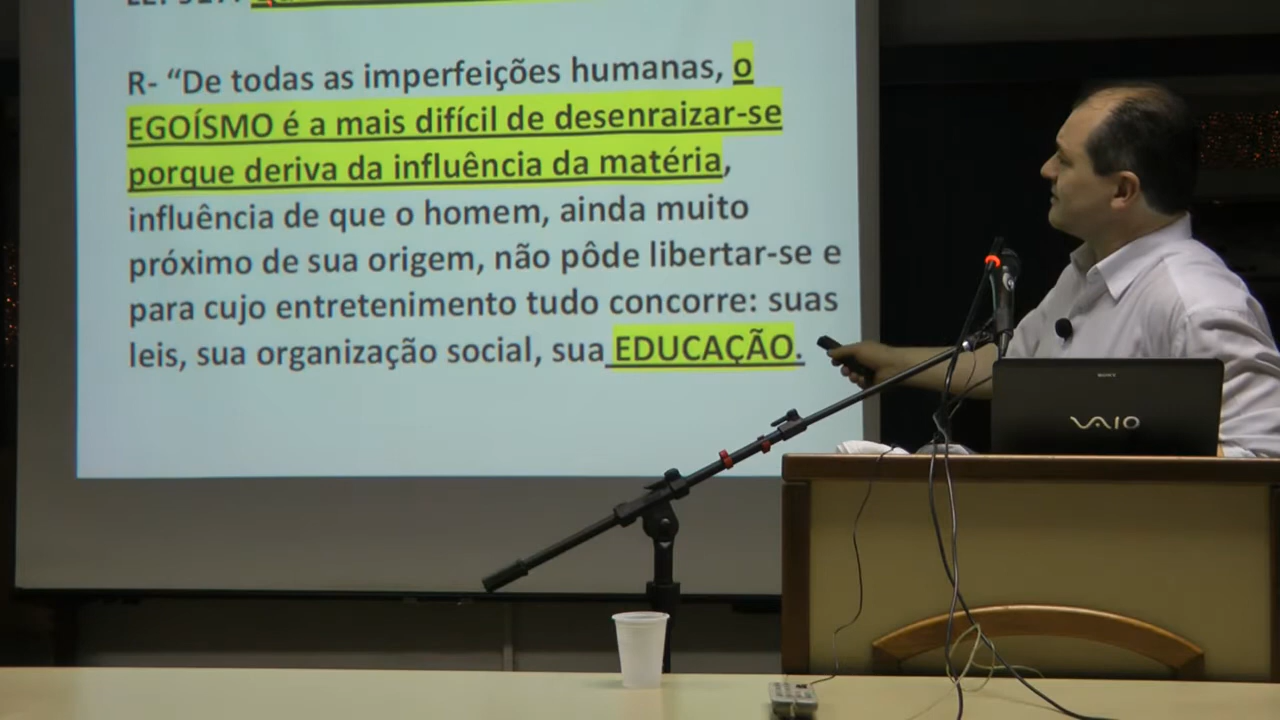 R- “De todas as imperfeições humanas, o
EGOÍSMO é a mais difícil de desenraizar-se
porque deriva da influência da matéria,
influência de que o homem, ainda muito
próximo de sua origem, não pôde libertar-se e
para cujo entretenimento tudo concorre: suas
leis, sua organização social, sua EDUCAÇÃO.
SONY
VAIO